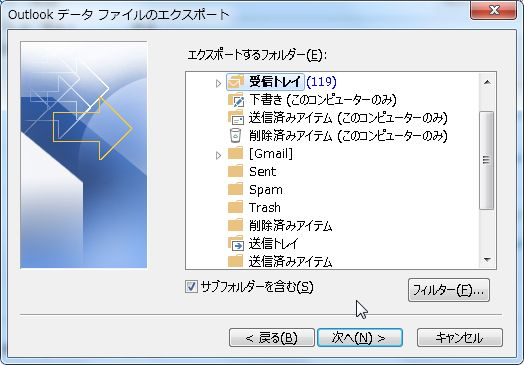 Outlook データ ファイルのエクスポート
エクスポートするフォルダー(E):
受信トレイ (119)
下書き (このコンピューターのみ)
送信済みアイテム (このコンピューターのみ)
削除済みアイテム (このコンピューターのみ)
[Gmail]
Sent
Spam
Trash
削除済みアイテム
送信トレイ
送信済みアイテム
サブフォルダーを含む(S)
フィルター(F)...
< 戻る(B)
次へ(N) >
キャンセル